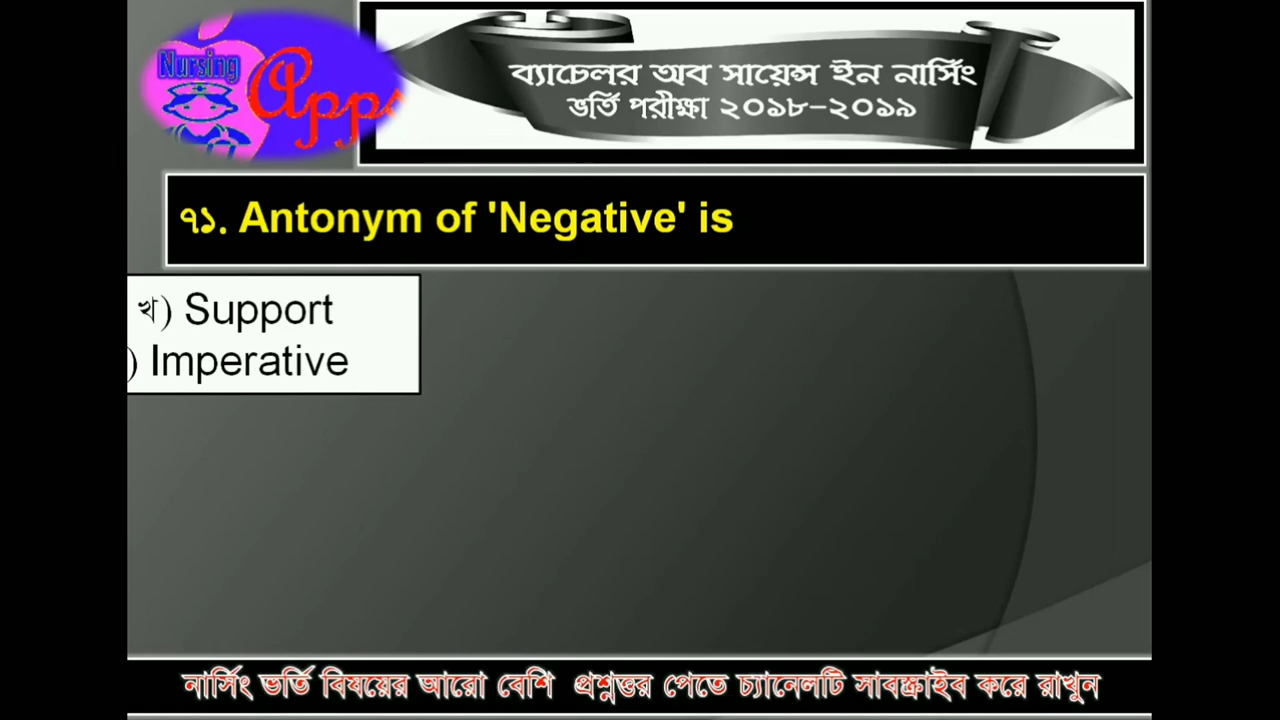 Nursing
Apps
ব্যাচেলর অব সায়েন্স ইন নার্সিং
ভর্তি পরীক্ষা ২০১৮-২০১৯
৭১. Antonym of 'Negative' is
খ) Support
) Imperative
নার্সিং ভর্তি বিষয়ের আরো বেশি প্রশ্নত্তর পেতে চ্যানেলটি সাবস্ক্রাইব করে রাখুন